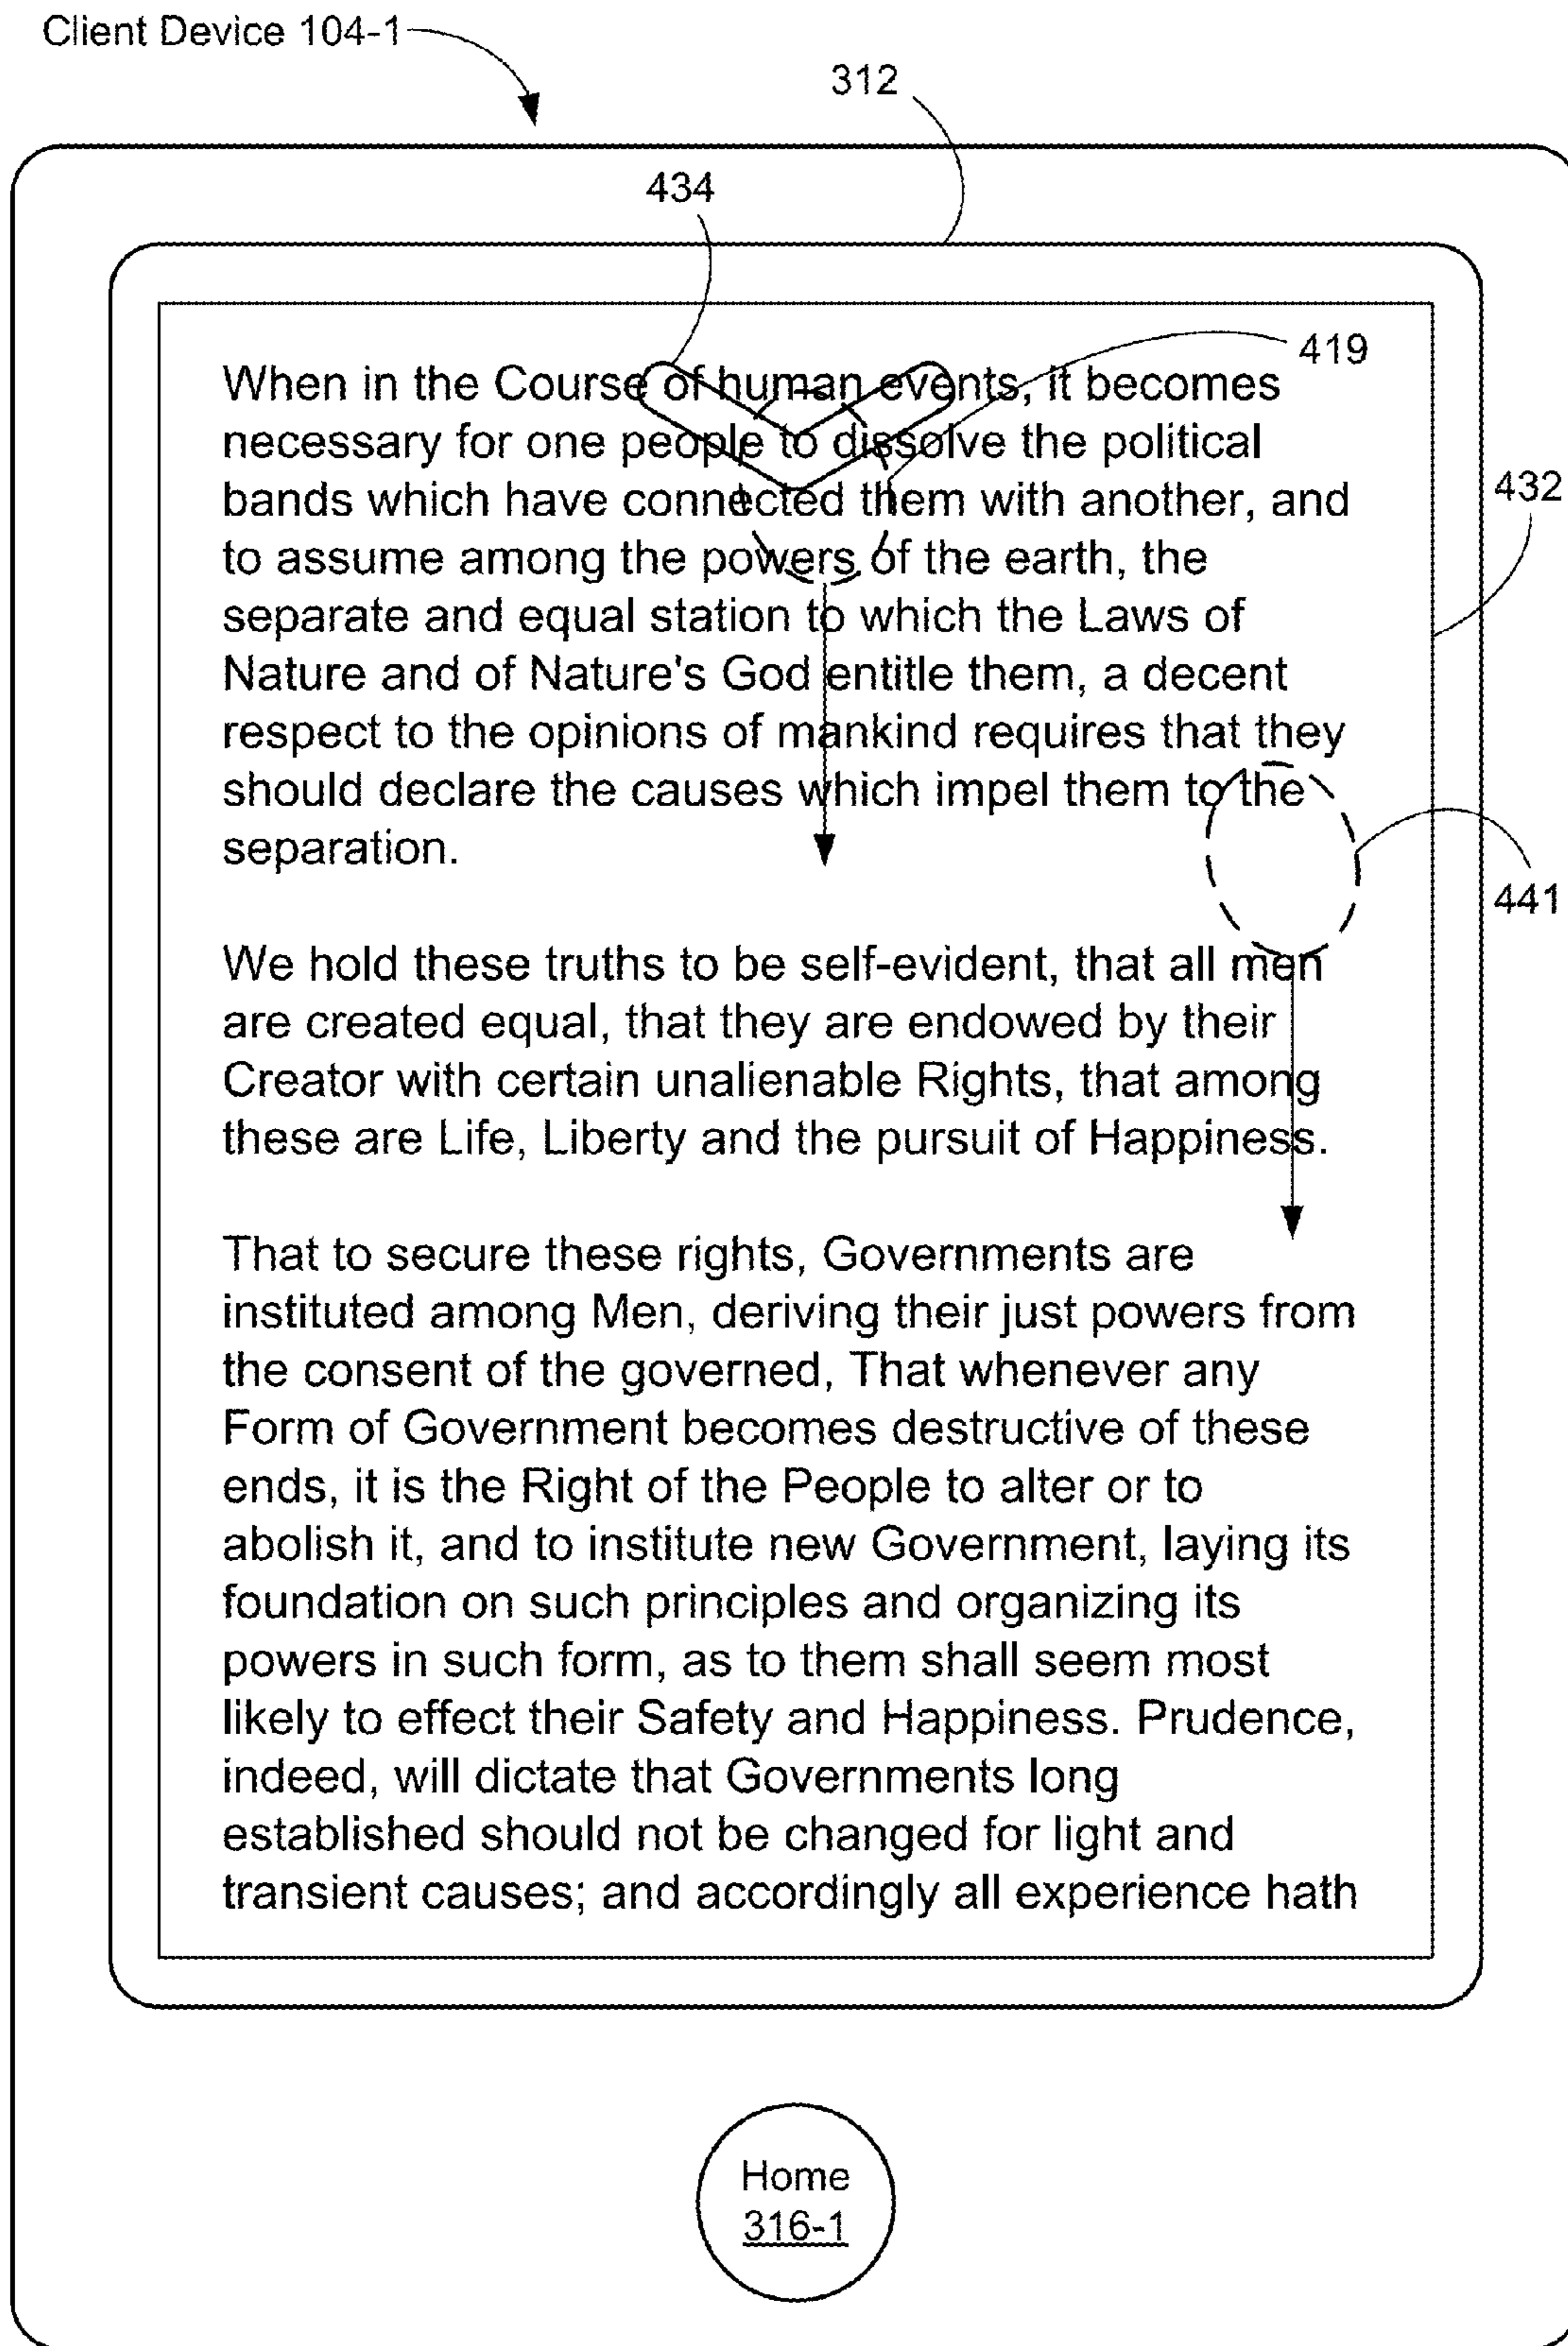 Client Device 104-1
312
434
419
When in the Course of human events, it becomes
necessary for one people to dissolve the political
bands which have connected them with another, and
432
to assume among the powers of the earth, the
separate and equal station to which the Laws of
Nature and of Nature's God entitle them, a decent
respect to the opinions of mankind requires that they
should declare the causes which impel them to the
separation.
441
We hold these truths to be self-evident, that all men
are created equal, that they are endowed by their
Creator with certain unalienable Rights, that among
these are Life, Liberty and the pursuit of Happiness.
That to secure these rights, Governments are
instituted among Men, deriving their just powers from
the consent of the governed, That whenever any
Form of Government becomes destructive of these
ends, it is the Right of the People to alter or to
abolish it, and to institute new Government, laying its
foundation on such principles and organizing its
powers in such form, as to them shall seem most
likely to effect their Safety and Happiness. Prudence,
indeed, will dictate that Governments long
established should not be changed for light and
transient causes; and accordingly all experience hath
Home
316-1